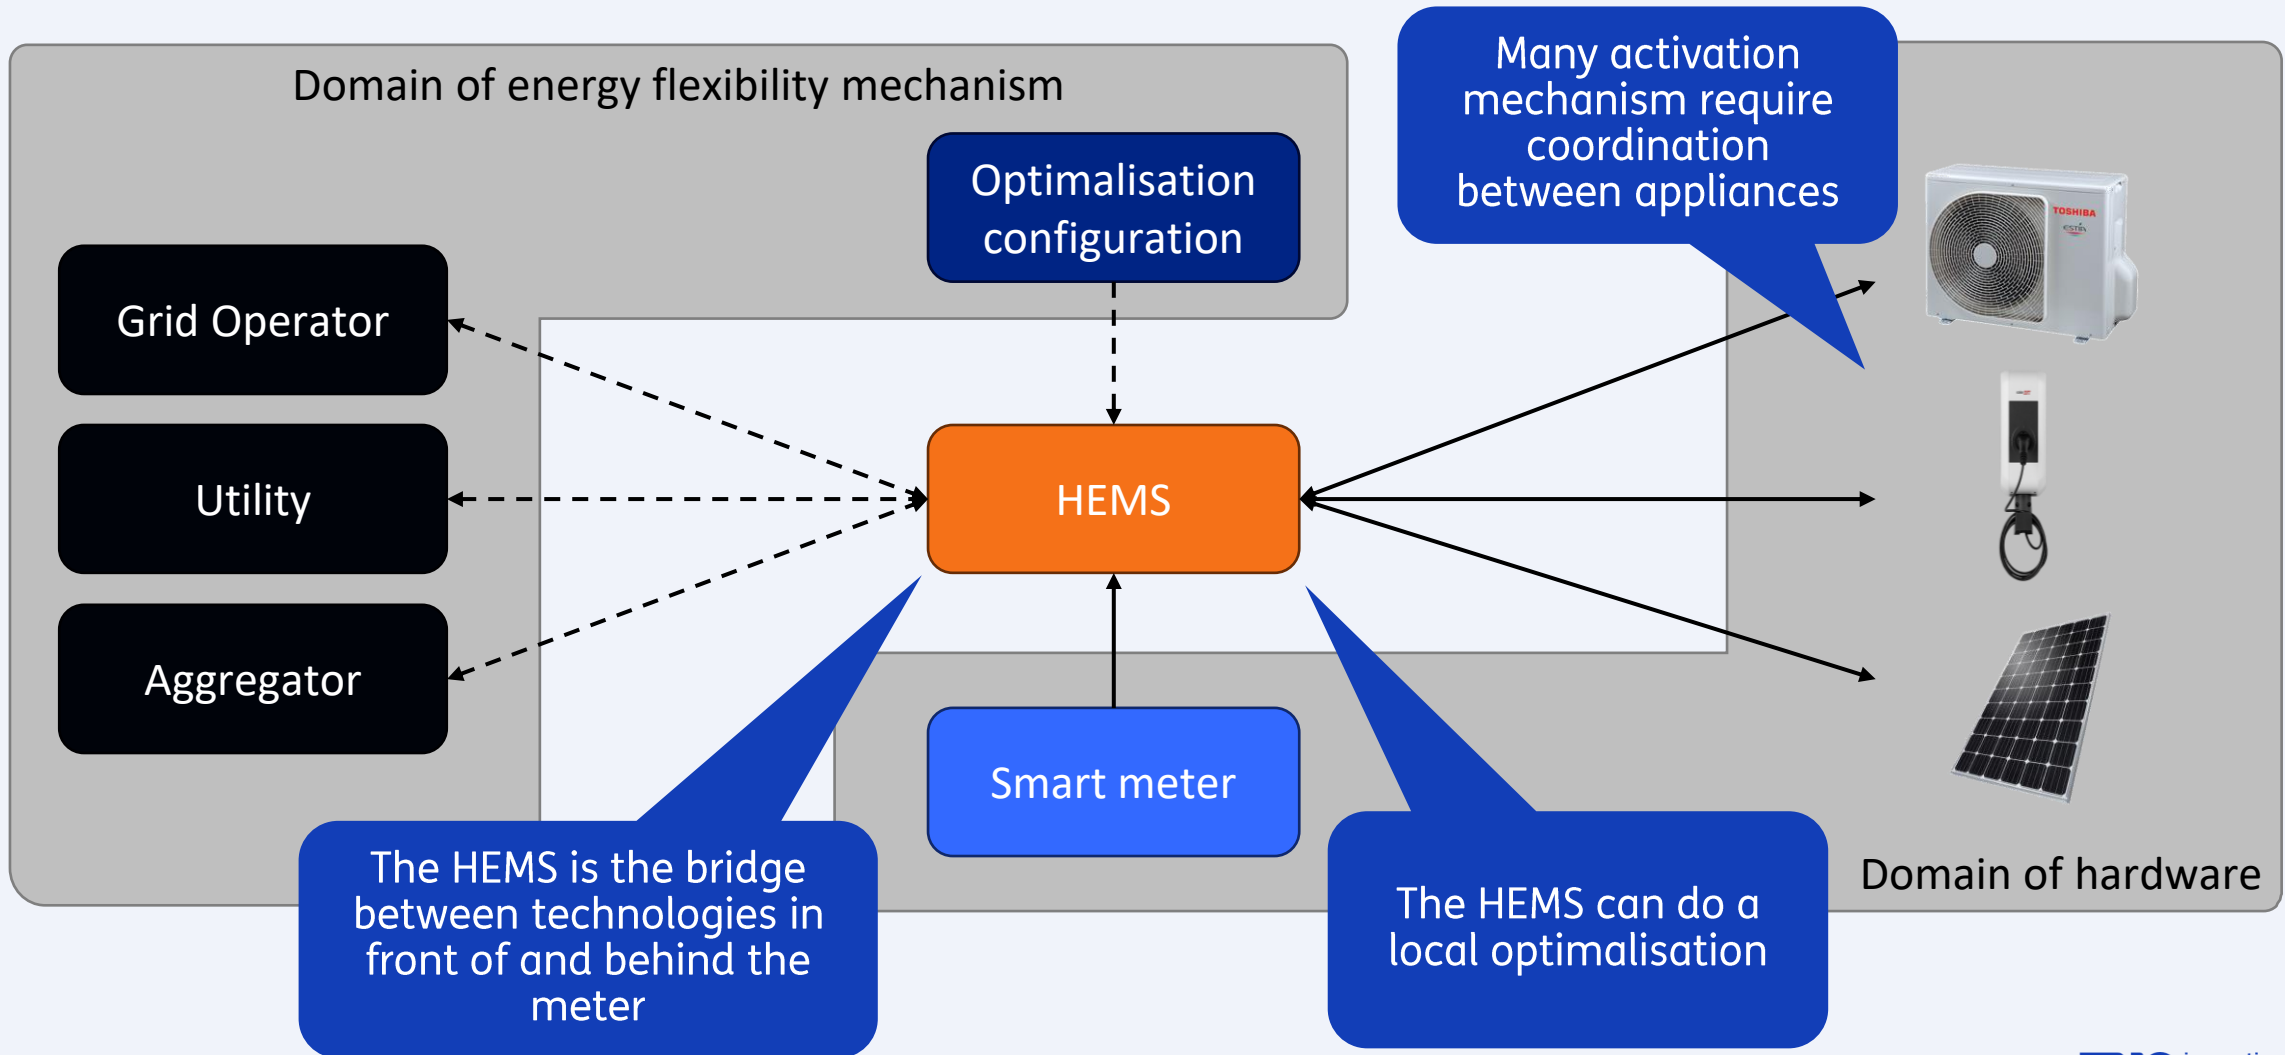 Domain of energy flexibility mechanism
Many activation
mechanism require
coordination
between appliances
Optimalisation
configuration
TOSHIBA
Grid Operator
Utility
HEMS
Aggregator
Smart meter
The HEMS is the bridge
between technologies in
front of and behind the
meter
The HEMS can do a
local optimalisation
Domain of hardware